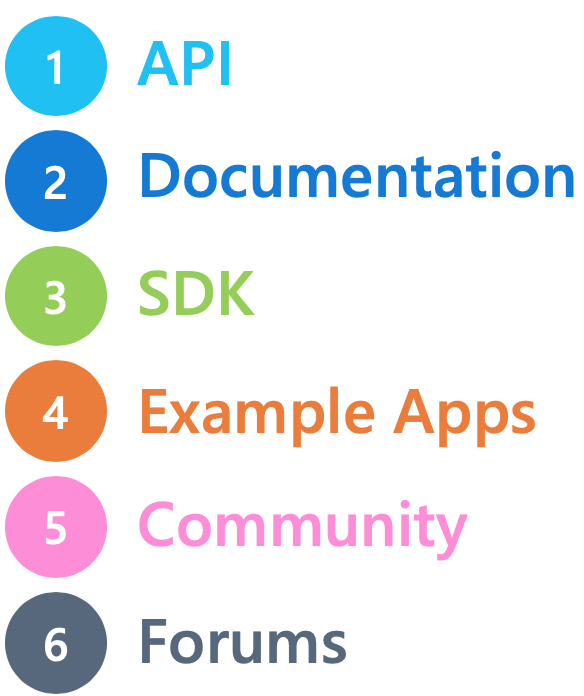 1 API
2 Documentation
3 SDK
4 Example Apps
5 Community
6 Forums